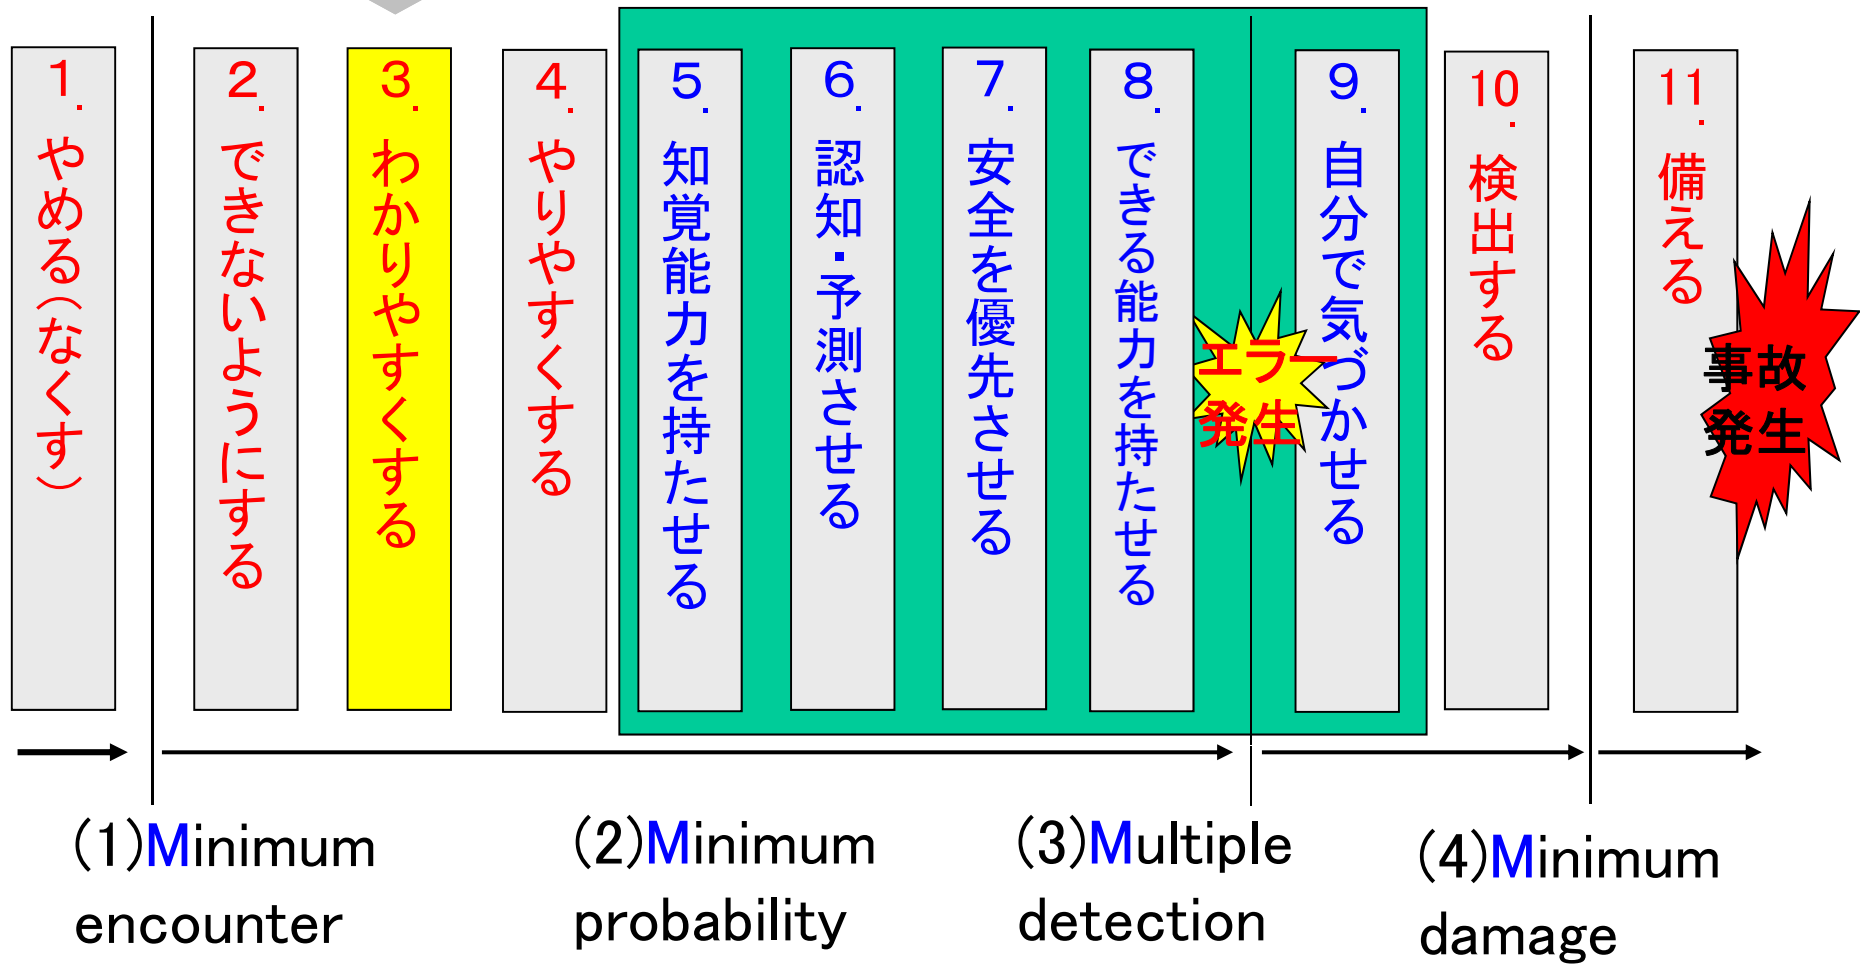 1．やめる（なくす）
２．できないようにする
３．わかりやすくする
４．やりやすくする
５．知覚能力を持たせる
６．認知・予測させる
７．安全を優先させる
８．できる能力を持たせる
エラー
発生
９．自分で気づかせる
10．検出する
11．備える
事故
発生
(1)Minimum
encounter
(2)Minimum
probability
(3)Multiple
detection
(4)Minimum
damage